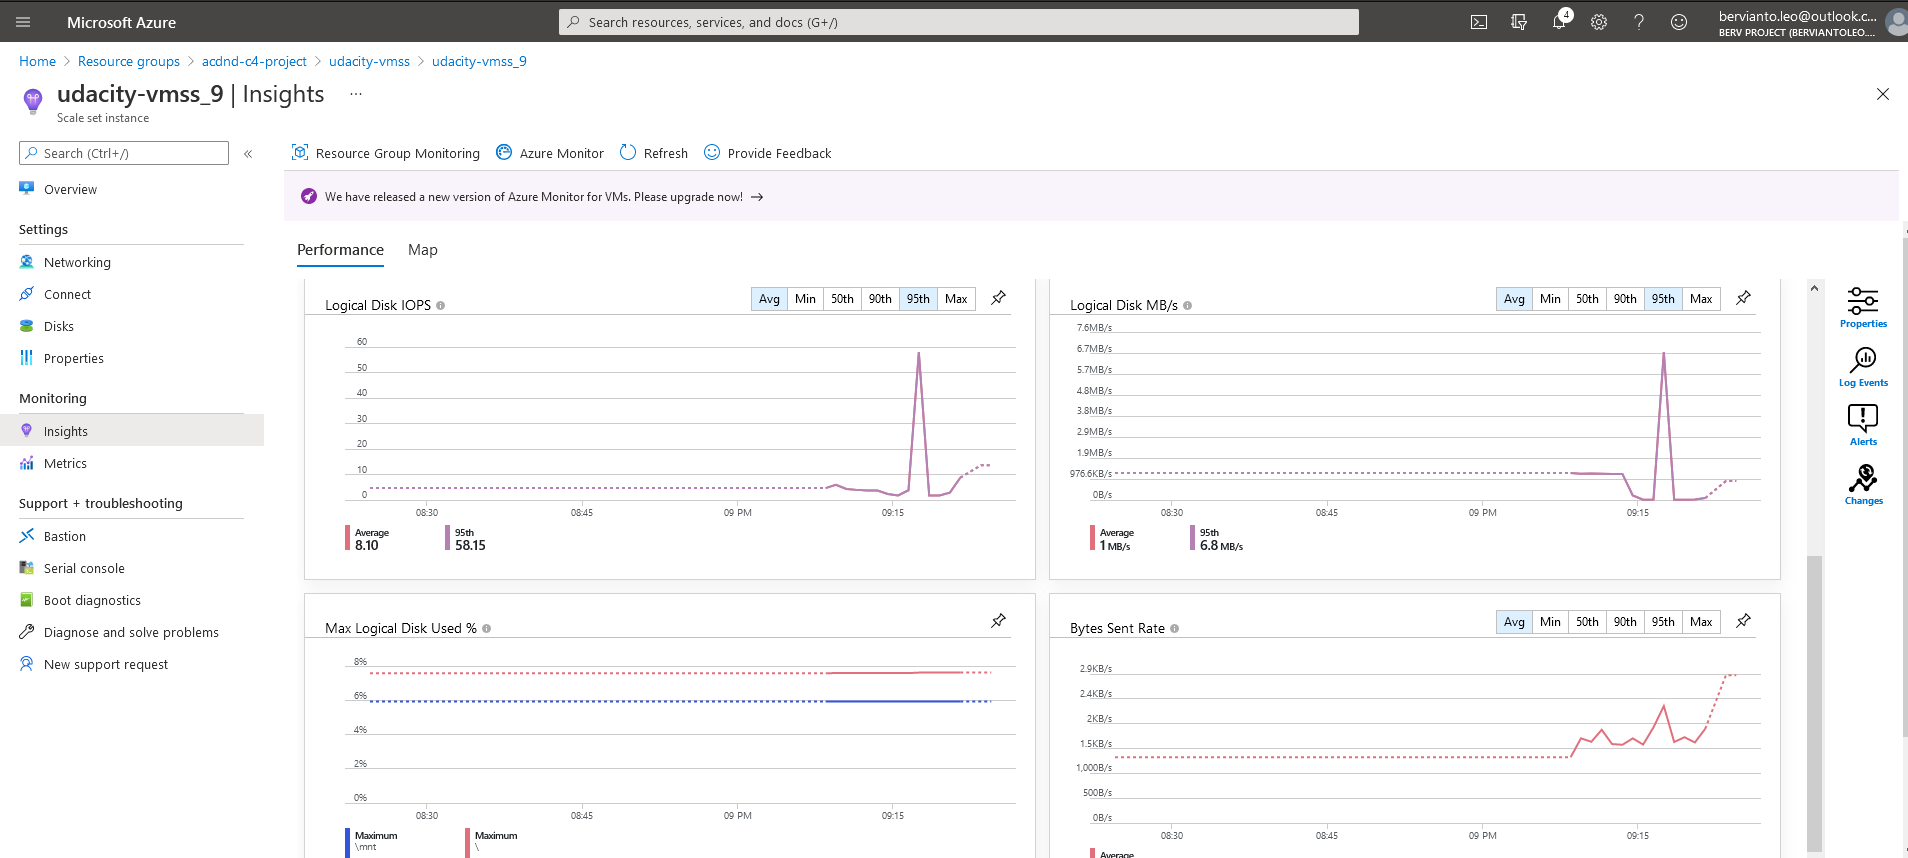 Microsoft Azure
Search resources, services, and docs (G+/)
4
bervianto.leo@outlook.c...
BERV PROJECT (BERVIANTOLEO....
Home > Resource groups > acdnd-c4-project > udacity-vmss > udacity-vmss_9
udacity-vmss_9 | Insights ...
Scale set instance
Search (Ctrl+/)
«
Overview
Settings
Networking
Connect
Disks
Properties
Monitoring
Insights
Metrics
Support + troubleshooting
Bastion
Serial console
Boot diagnostics
Diagnose and solve problems
New support request
Resource Group Monitoring
Azure Monitor
Refresh
Provide Feedback
We have released a new version of Azure Monitor for VMs. Please upgrade now! →
Performance
Map
Logical Disk IOPS
Avg Min 50th 90th 95th Max
60
50
40
30
20
10
0
08:30 08:45 09 PM 09:15
Average
8.10
95th
58.15
Logical Disk MB/s
Avg Min 50th 90th 95th Max
7.6MB/s
6.7MB/s
5.7MB/s
4.8MB/s
3.8MB/s
2.9MB/s
1.9MB/s
976.6KB/s
0B/s
08:30 08:45 09 PM 09:15
Average
1 MB/s
95th
6.8 MB/s
Max Logical Disk Used %
8%
6%
4%
2%
0%
08:30 08:45 09 PM 09:15
Maximum
\mnt
Maximum
\
Bytes Sent Rate
Avg Min 50th 90th 95th Max
2.9KB/s
2.4KB/s
2KB/s
1.5KB/s
1,000B/s
500B/s
0B/s
08:30 08:45 09 PM 09:15
Average
Properties
Log Events
Alerts
Changes